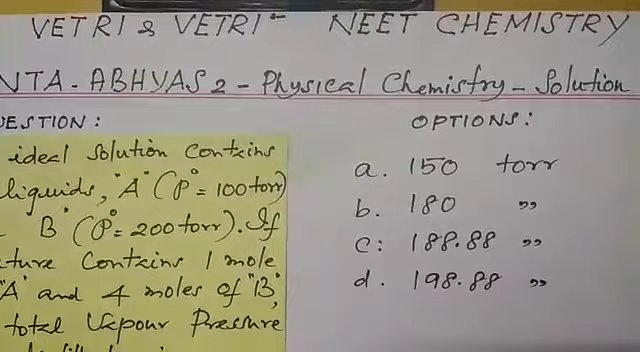 VETRI & VETRI - NEET CHEMISTRY
NTA - ABHYAS 2 - Physical Chemistry - Solution
ESTION :
ideal Solution Contains
liquids, "A" (P° = 100 torr)
"B" (P° = 200 torr). If
ture Contains 1 mole
"A" and 4 moles of "B",
total Vapour Pressure
OPTIONS :
a. 150 torr
b. 180 "
c: 188.88 "
d. 198.88 "